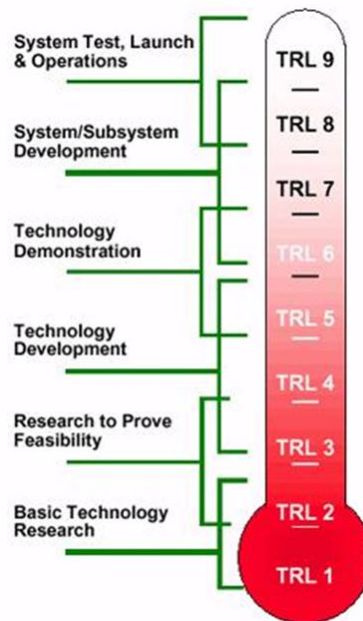 System Test, Launch
& Operations
System/Subsystem
Development
Technology
Demonstration
Technology
Development
Research to Prove
Feasibility
Basic Technology
Research
TRL 9
TRL 8
TRL 7
TRL 6
TRL 5
TRL 4
TRL 3
TRL 2
TRL 1